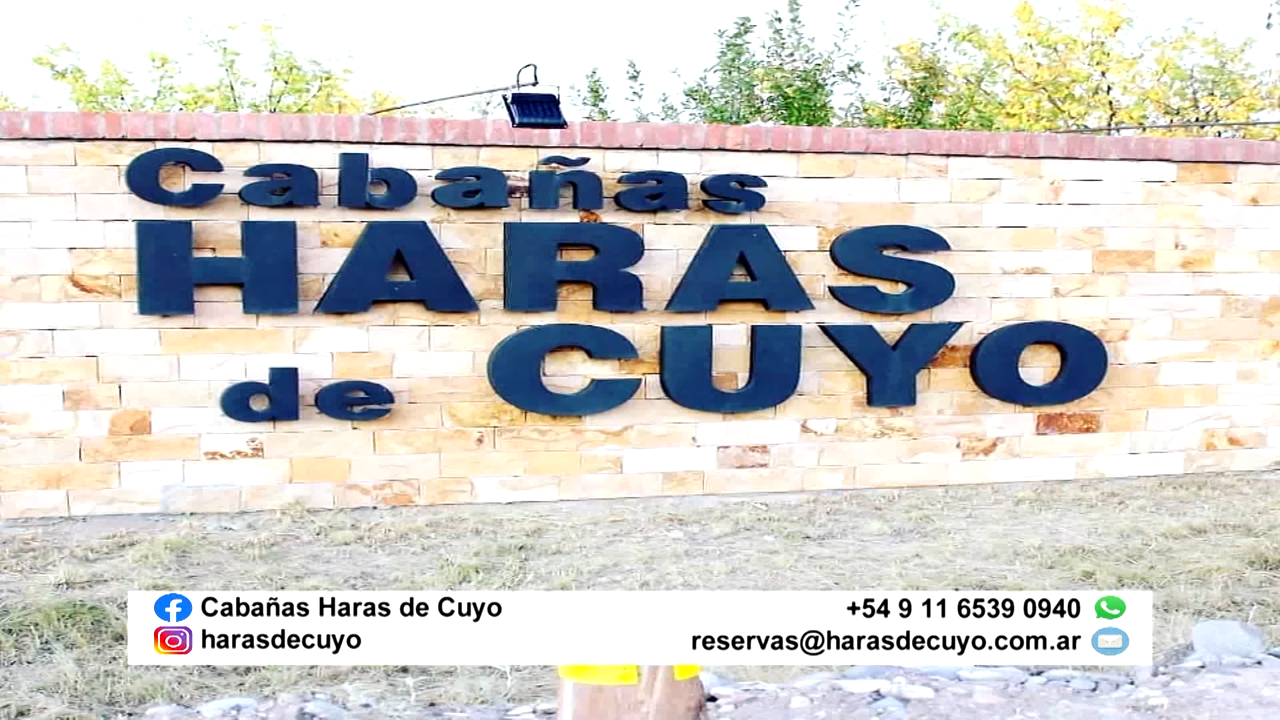 Cabañas
HARAS
de CUYO
Cabañas Haras de Cuyo
harasdecuyo
+54 9 11 6539 0940
reservas@harasdecuyo.com.ar